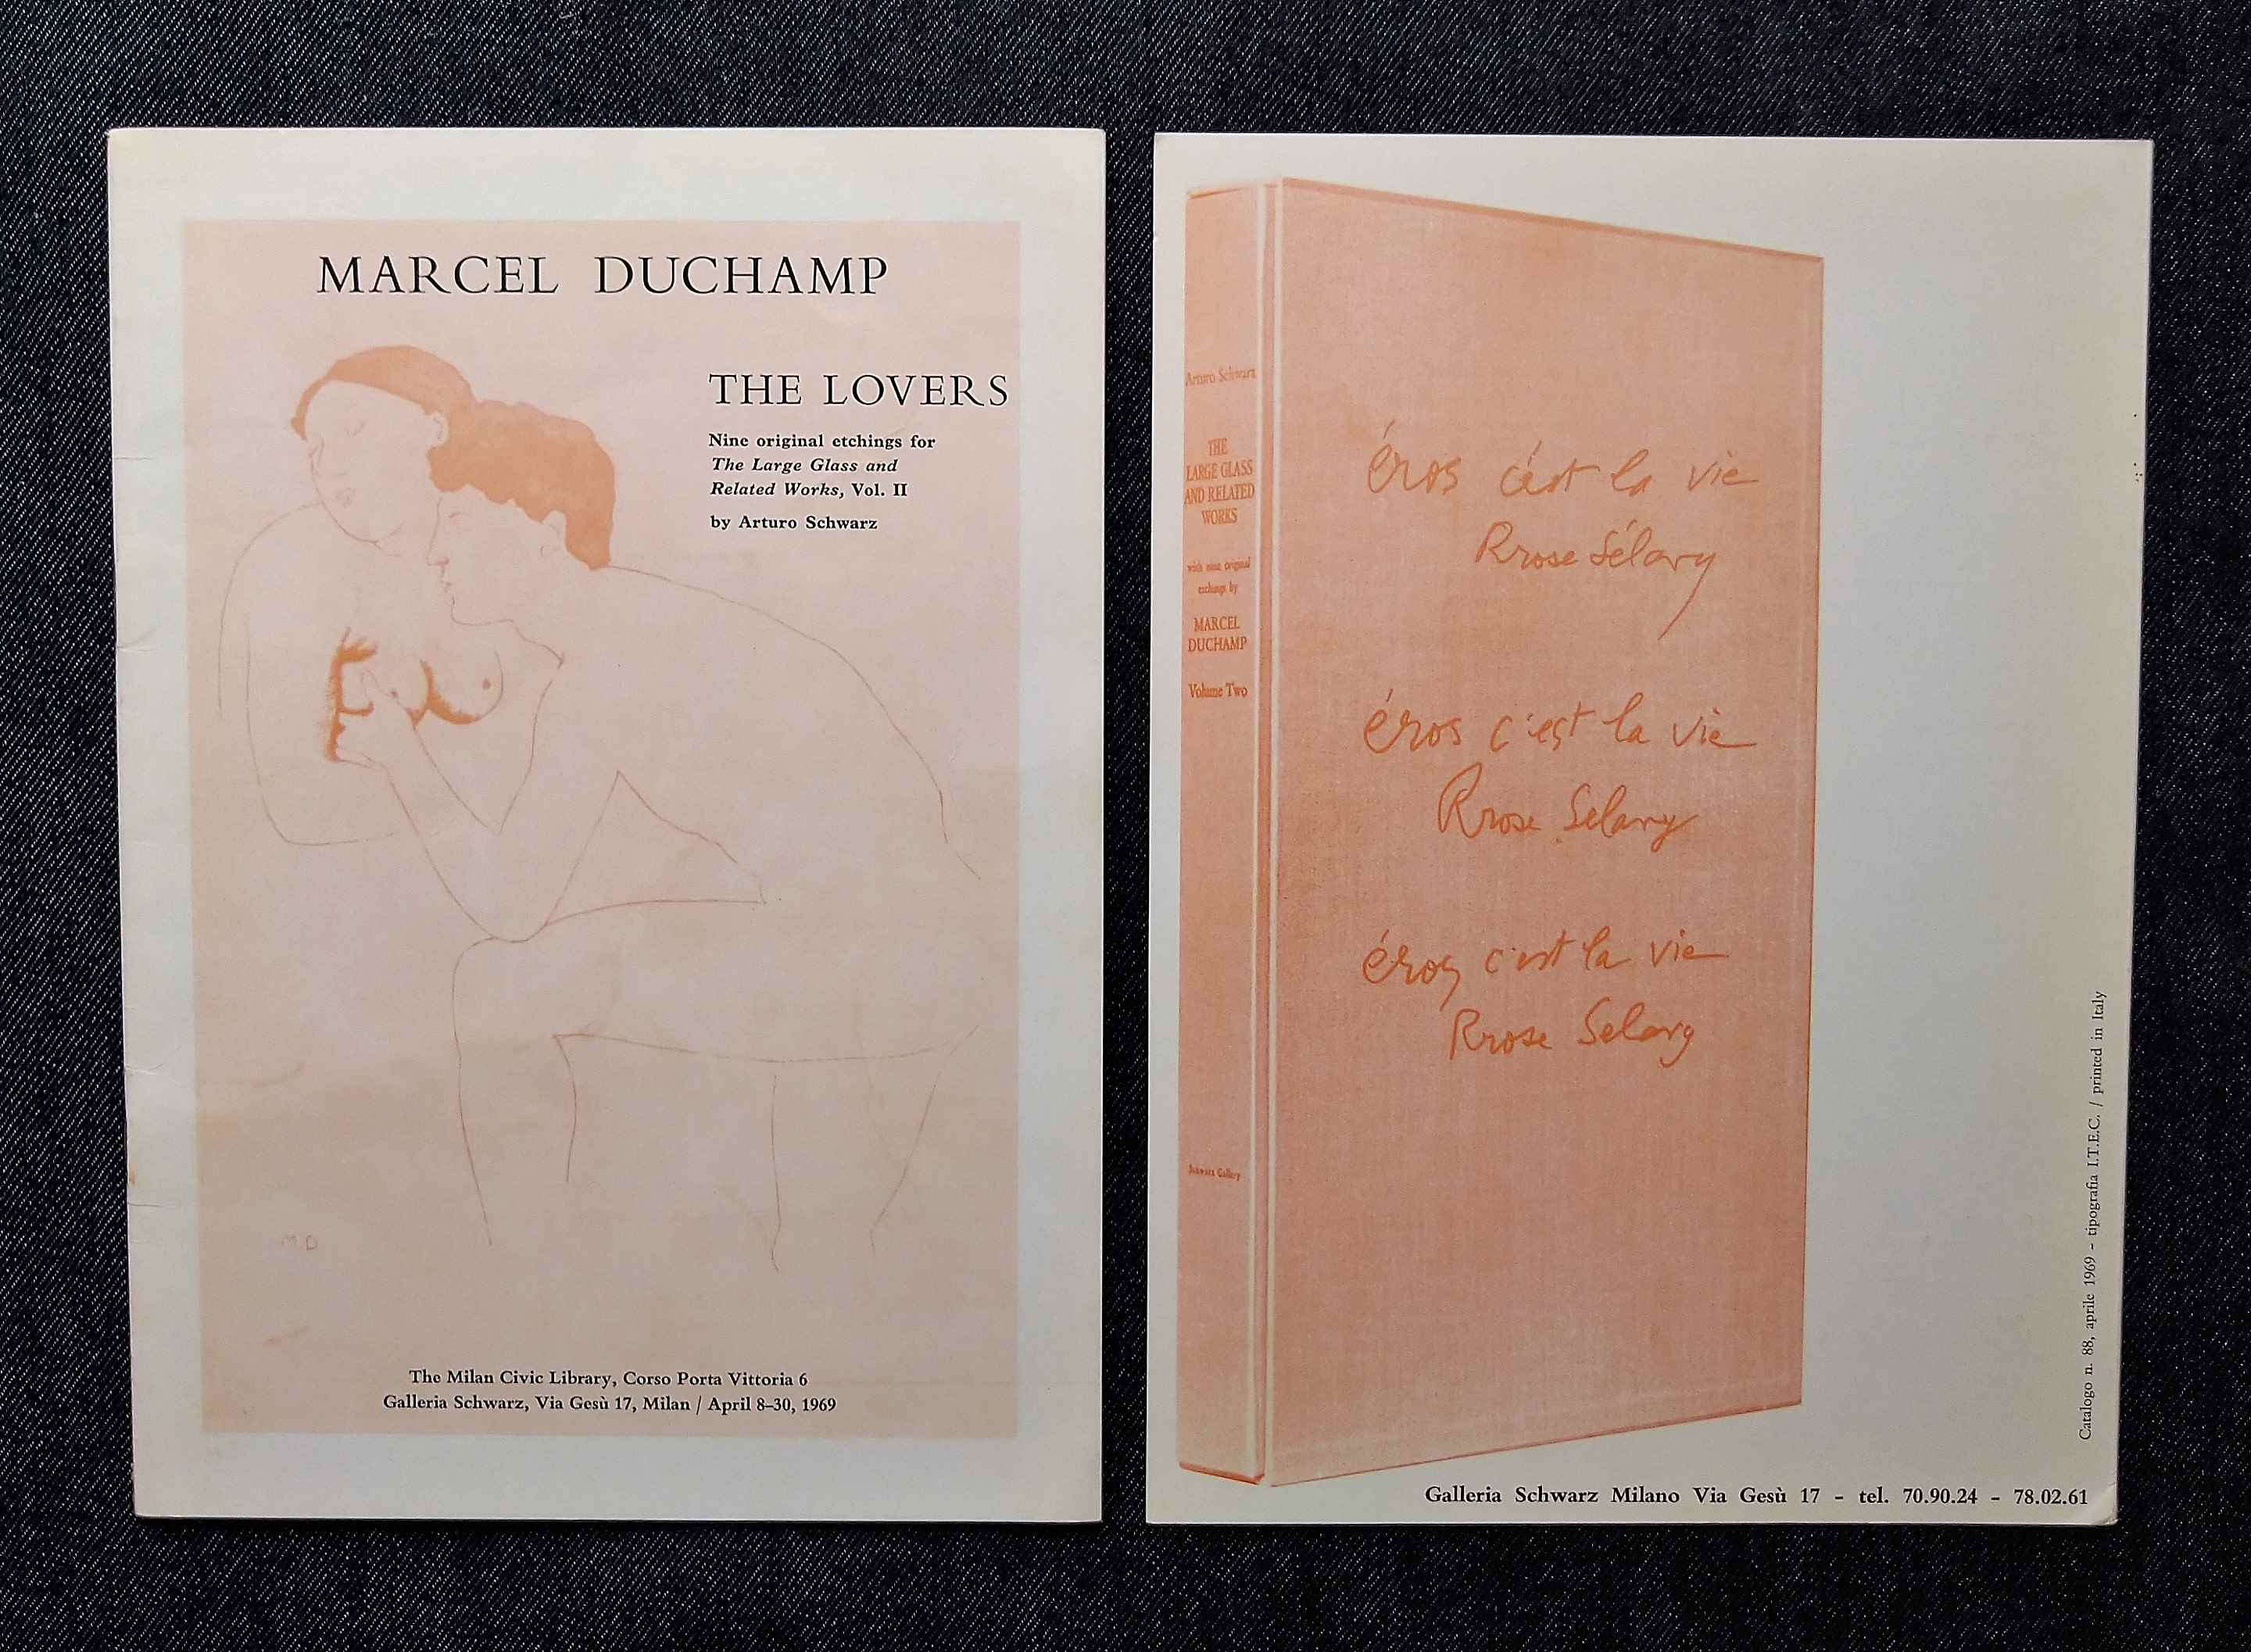 MARCEL DUCHAMP
THE LOVERS
Nine original etchings for
The Large Glass and
Related Works, Vol. II
by Arturo Schwarz
M.D
The Milan Civic Library, Corso Porta Vittoria 6
Galleria Schwarz, Via Gesù 17, Milan / April 8–30, 1969
Arturo Schwarz
THE
LARGE GLASS
AND RELATED
WORKS
with nine original
etchings by
MARCEL
DUCHAMP
Volume Two
Schwarz Gallery
éros c'est la vie
Rrose Sélavy
éros c'est la vie
Rrose Selavy
éros c'est la vie
Rrose Selavy
Catalogo n. 88, aprile 1969 - tipografia I.T.E.C. / printed in Italy
Galleria Schwarz Milano Via Gesù 17 - tel. 70.90.24 - 78.02.61